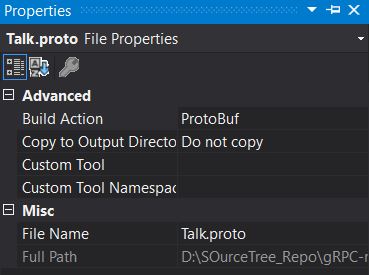 Properties
Talk.proto File Properties
Advanced
Build Action ProtoBuf
Copy to Output Directo Do not copy
Custom Tool
Custom Tool Namespac
Misc
File Name Talk.proto
Full Path D:\SOurceTree_Repo\gRPC-r